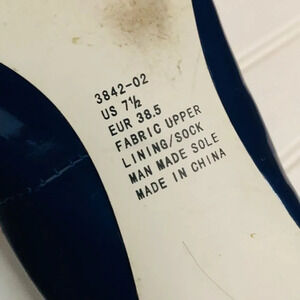 3842-02
US 7½
EUR 38.5
FABRIC UPPER
LINING/SOCK
MAN MADE SOLE
MADE IN CHINA